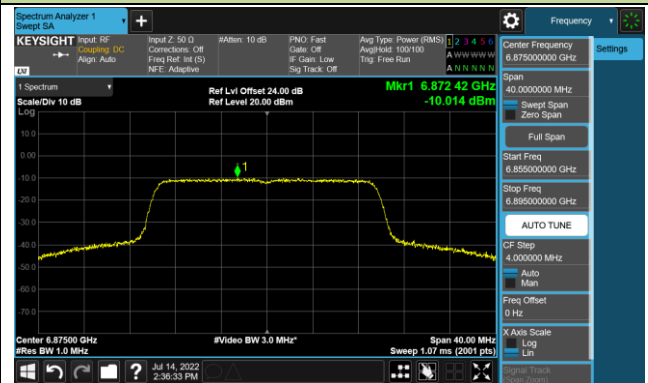 Spectrum Analyzer 1
Swept SA
+
Frequency
KEYSIGHT
Input: RF
Coupling: DC
Align: Auto
Input Z: 50 Ω
Corrections: Off
Freq Ref: Int (S)
NFE: Adaptive
#Atten: 10 dB
PNO: Fast
Gate: Off
IF Gain: Low
Sig Track: Off
Avg Type: Power (RMS)
Avg|Hold: 100/100
Trig: Free Run
1 2 3 4 5 6
A W W W W W
A N N N N N
LXI
1 Spectrum
Scale/Div 10 dB
Log
Ref Lvl Offset 24.00 dB
Ref Level 20.00 dBm
Mkr1 6.872 42 GHz
-10.014 dBm
10.0
0.00
-10.0
-20.0
-30.0
-40.0
-50.0
-60.0
-70.0
1
Center 6.87500 GHz
#Res BW 1.0 MHz
#Video BW 3.0 MHz*
Span 40.00 MHz
Sweep 1.07 ms (2001 pts)
?
Jul 14, 2022
2:36:33 PM
Center Frequency
6.875000000 GHz
Settings
Span
40.0000000 MHz
Swept Span
Zero Span
Full Span
Start Freq
6.855000000 GHz
Stop Freq
6.895000000 GHz
AUTO TUNE
CF Step
4.000000 MHz
Auto
Man
Freq Offset
0 Hz
X Axis Scale
Log
Lin
Signal Track
(Span Zoom)